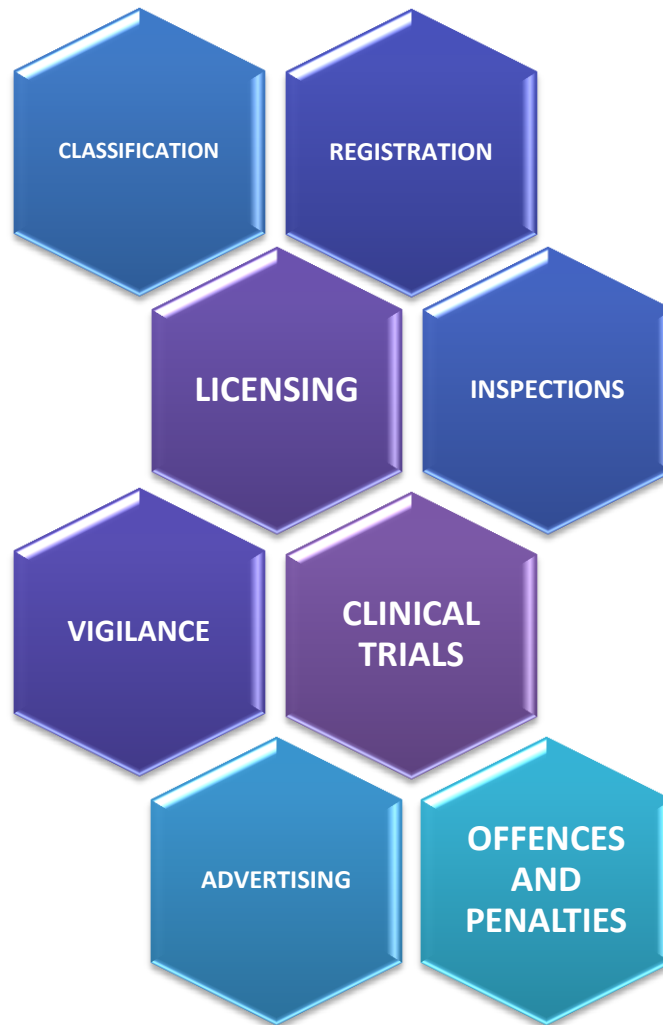 CLASSIFICATION
REGISTRATION
LICENSING
INSPECTIONS
VIGILANCE
CLINICAL
TRIALS
ADVERTISING
OFFENCES
AND
PENALTIES